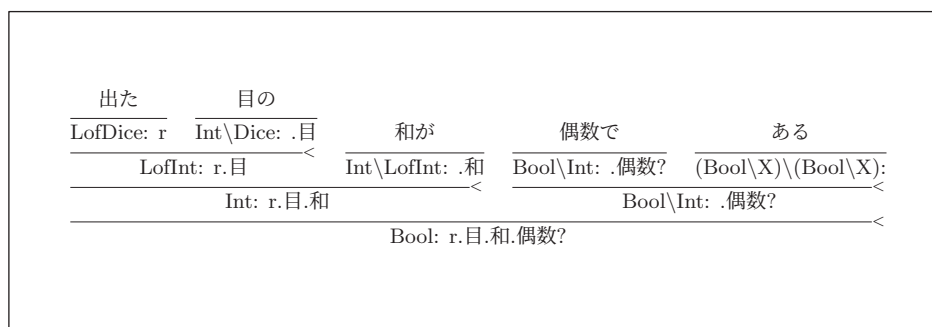 出た 目の
LofDice: r Int\Dice: .目 和が 偶数で ある
<
LofInt: r.目 Int\LofInt: .和 Bool\Int: .偶数? (Bool\X)\(Bool\X):
< <
Int: r.目.和 Bool\Int: .偶数?
<
Bool: r.目.和.偶数?